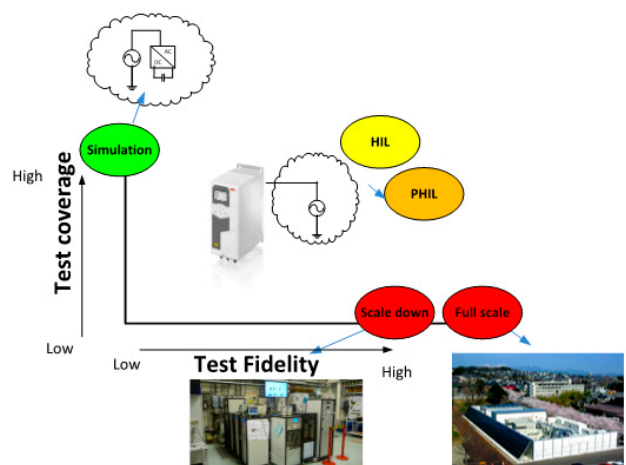 AC
DC
Simulation
HIL
PHIL
High
Test coverage
Low
Scale down
Full scale
Low
Test Fidelity
High